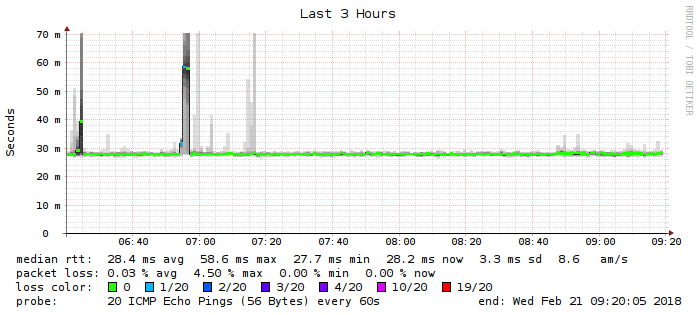 Last 3 Hours
RRDTOOL / TOBI OETIKER
Seconds
70 m
60 m
50 m
40 m
30 m
20 m
10 m
0
06:40 07:00 07:20 07:40 08:00 08:20 08:40 09:00 09:20
median rtt: 28.4 ms avg 58.6 ms max 27.7 ms min 28.2 ms now 3.3 ms sd 8.6 am/s
packet loss: 0.03 % avg 4.50 % max 0.00 % min 0.00 % now
loss color: 0 1/20 2/20 3/20 4/20 10/20 19/20
probe: 20 ICMP Echo Pings (56 Bytes) every 60s end: Wed Feb 21 09:20:05 2018